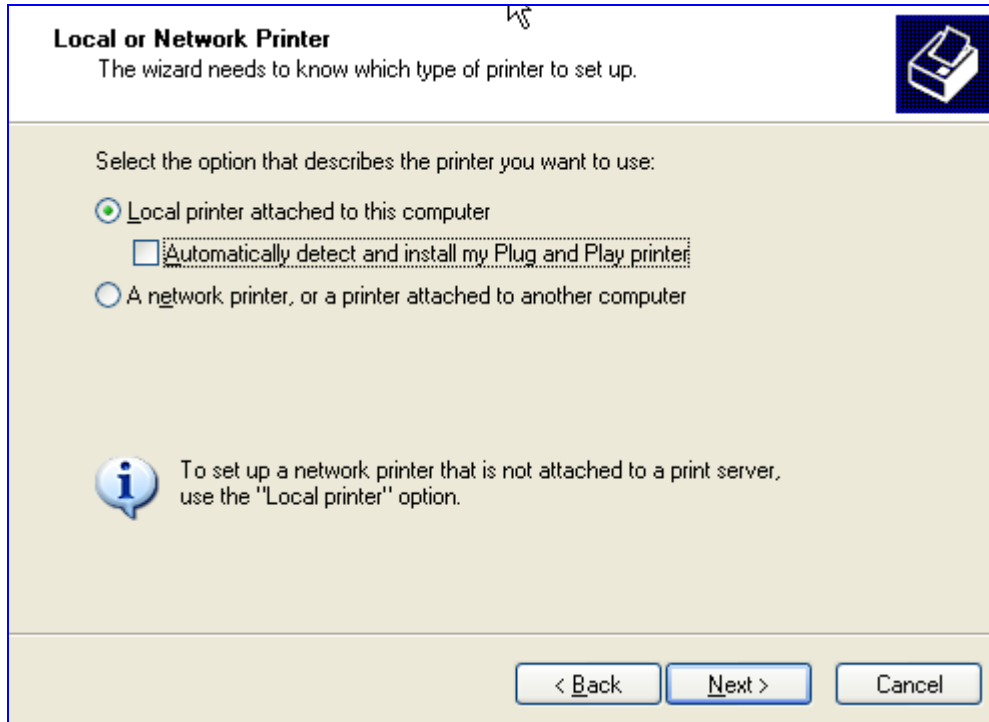 Local or Network Printer
The wizard needs to know which type of printer to set up.
Select the option that describes the printer you want to use:
Local printer attached to this computer
Automatically detect and install my Plug and Play printer
A network printer, or a printer attached to another computer
To set up a network printer that is not attached to a print server,
use the "Local printer" option.
< Back
Next >
Cancel